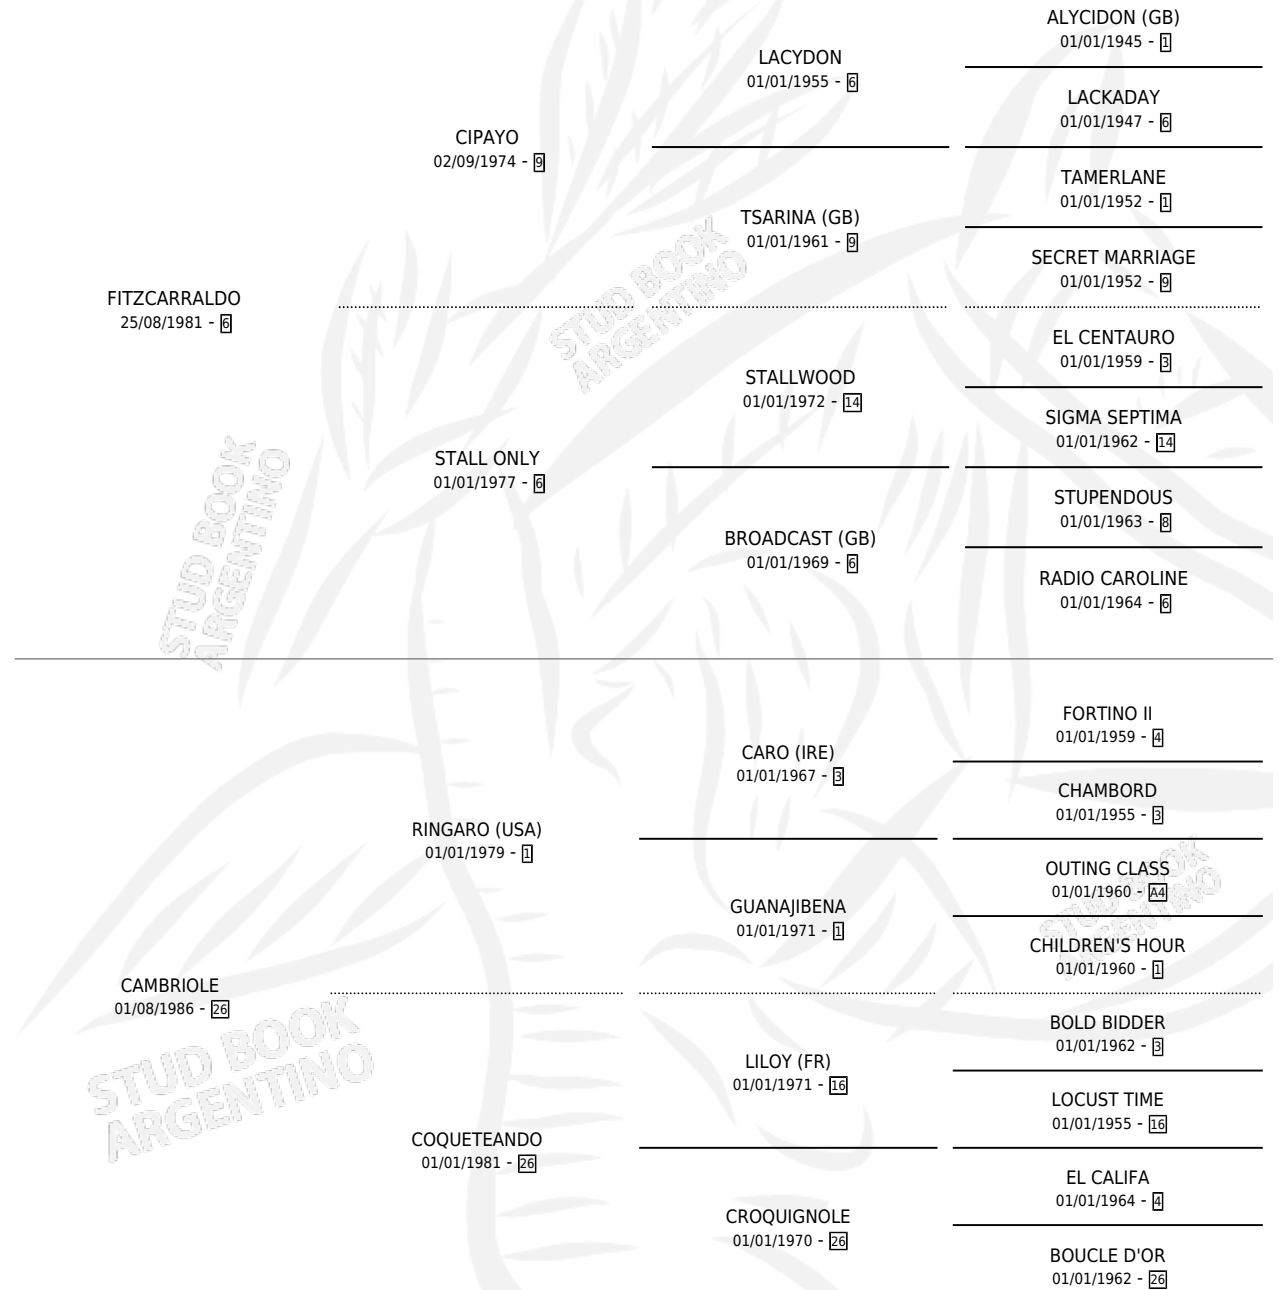 ALYCIDON (GB)
01/01/1945 - 1
LACYDON
01/01/1955 - 6
LACKADAY
01/01/1947 - 6
CIPAYO
02/09/1974 - 9
TAMERLANE
01/01/1952 - 1
TSARINA (GB)
01/01/1961 - 9
SECRET MARRIAGE
01/01/1952 - 9
FITZCARRALDO
25/08/1981 - 6
EL CENTAURO
01/01/1959 - 3
STALLWOOD
01/01/1972 - 14
SIGMA SEPTIMA
01/01/1962 - 14
STALL ONLY
01/01/1977 - 6
STUPENDOUS
01/01/1963 - 8
BROADCAST (GB)
01/01/1969 - 6
RADIO CAROLINE
01/01/1964 - 6
FORTINO II
01/01/1959 - 4
CARO (IRE)
01/01/1967 - 3
CHAMBORD
01/01/1955 - 3
RINGARO (USA)
01/01/1979 - 1
OUTING CLASS
01/01/1960 - A4
GUANAJIBENA
01/01/1971 - 1
CHILDREN'S HOUR
01/01/1960 - 1
CAMBRIOLE
01/08/1986 - 26
BOLD BIDDER
01/01/1962 - 3
LILOY (FR)
01/01/1971 - 16
LOCUST TIME
01/01/1955 - 16
COQUETEANDO
01/01/1981 - 26
EL CALIFA
01/01/1964 - 4
CROQUIGNOLE
01/01/1970 - 26
BOUCLE D'OR
01/01/1962 - 26
STUD BOOK
ARGENTINO
STUD BOOK
ARGENTINO
STUD BOOK
ARGENTINO
STUD BOOK
ARGENTINO